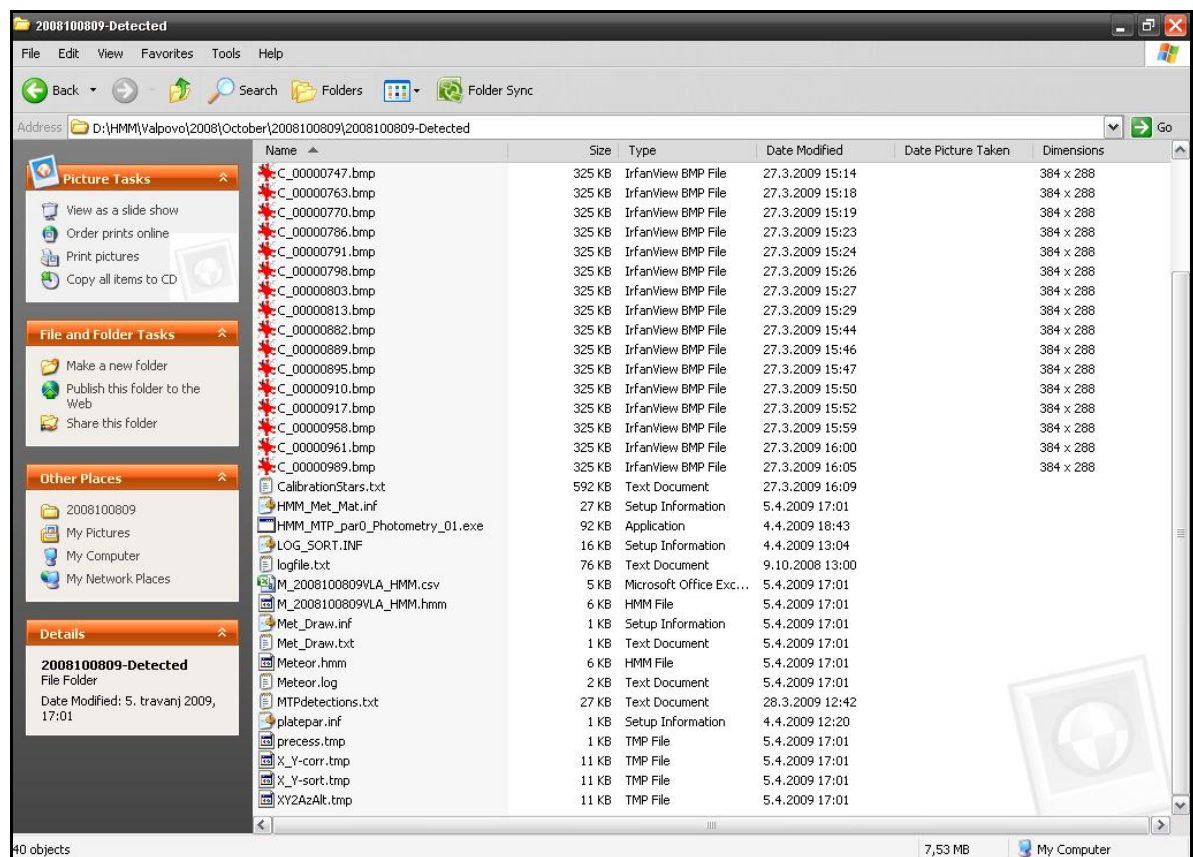 2008100809-Detected
File Edit View Favorites Tools Help
Back Search Folders Folder Sync
Address D:\HMM\Valpovo\2008\October\2008100809\2008100809-Detected Go
Name Size Type Date Modified Date Picture Taken Dimensions
Picture Tasks
View as a slide show
Order prints online
Print pictures
Copy all items to CD
File and Folder Tasks
Make a new folder
Publish this folder to the
Web
Share this folder
Other Places
2008100809
My Pictures
My Computer
My Network Places
Details
2008100809-Detected
File Folder
Date Modified: 5. travanj 2009,
17:01
C_00000747.bmp 325 KB IrfanView BMP File 27.3.2009 15:14 384 x 288
C_00000763.bmp 325 KB IrfanView BMP File 27.3.2009 15:18 384 x 288
C_00000770.bmp 325 KB IrfanView BMP File 27.3.2009 15:19 384 x 288
C_00000786.bmp 325 KB IrfanView BMP File 27.3.2009 15:23 384 x 288
C_00000791.bmp 325 KB IrfanView BMP File 27.3.2009 15:24 384 x 288
C_00000798.bmp 325 KB IrfanView BMP File 27.3.2009 15:26 384 x 288
C_00000803.bmp 325 KB IrfanView BMP File 27.3.2009 15:27 384 x 288
C_00000813.bmp 325 KB IrfanView BMP File 27.3.2009 15:29 384 x 288
C_00000882.bmp 325 KB IrfanView BMP File 27.3.2009 15:44 384 x 288
C_00000889.bmp 325 KB IrfanView BMP File 27.3.2009 15:46 384 x 288
C_00000895.bmp 325 KB IrfanView BMP File 27.3.2009 15:47 384 x 288
C_00000910.bmp 325 KB IrfanView BMP File 27.3.2009 15:50 384 x 288
C_00000917.bmp 325 KB IrfanView BMP File 27.3.2009 15:52 384 x 288
C_00000958.bmp 325 KB IrfanView BMP File 27.3.2009 15:59 384 x 288
C_00000961.bmp 325 KB IrfanView BMP File 27.3.2009 16:00 384 x 288
C_00000989.bmp 325 KB IrfanView BMP File 27.3.2009 16:05 384 x 288
CalibrationStars.txt 592 KB Text Document 27.3.2009 16:09
HMM_Met_Mat.inf 27 KB Setup Information 5.4.2009 17:01
HMM_MTP_par0_Photometry_01.exe 92 KB Application 4.4.2009 18:43
LOG_SORT.INF 16 KB Setup Information 4.4.2009 13:04
logfile.txt 76 KB Text Document 9.10.2008 13:00
M_2008100809VLA_HMM.csv 5 KB Microsoft Office Exc... 5.4.2009 17:01
M_2008100809VLA_HMM.hmm 6 KB HMM File 5.4.2009 17:01
Met_Draw.inf 1 KB Setup Information 5.4.2009 17:01
Met_Draw.txt 1 KB Text Document 5.4.2009 17:01
Meteor.hmm 6 KB HMM File 5.4.2009 17:01
Meteor.log 2 KB Text Document 5.4.2009 17:01
MTPdetections.txt 27 KB Text Document 28.3.2009 12:42
platepar.inf 1 KB Setup Information 4.4.2009 12:20
precess.tmp 1 KB TMP File 5.4.2009 17:01
X_Y-corr.tmp 11 KB TMP File 5.4.2009 17:01
X_Y-sort.tmp 11 KB TMP File 5.4.2009 17:01
XY2AzAlt.tmp 11 KB TMP File 5.4.2009 17:01
40 objects 7,53 MB My Computer